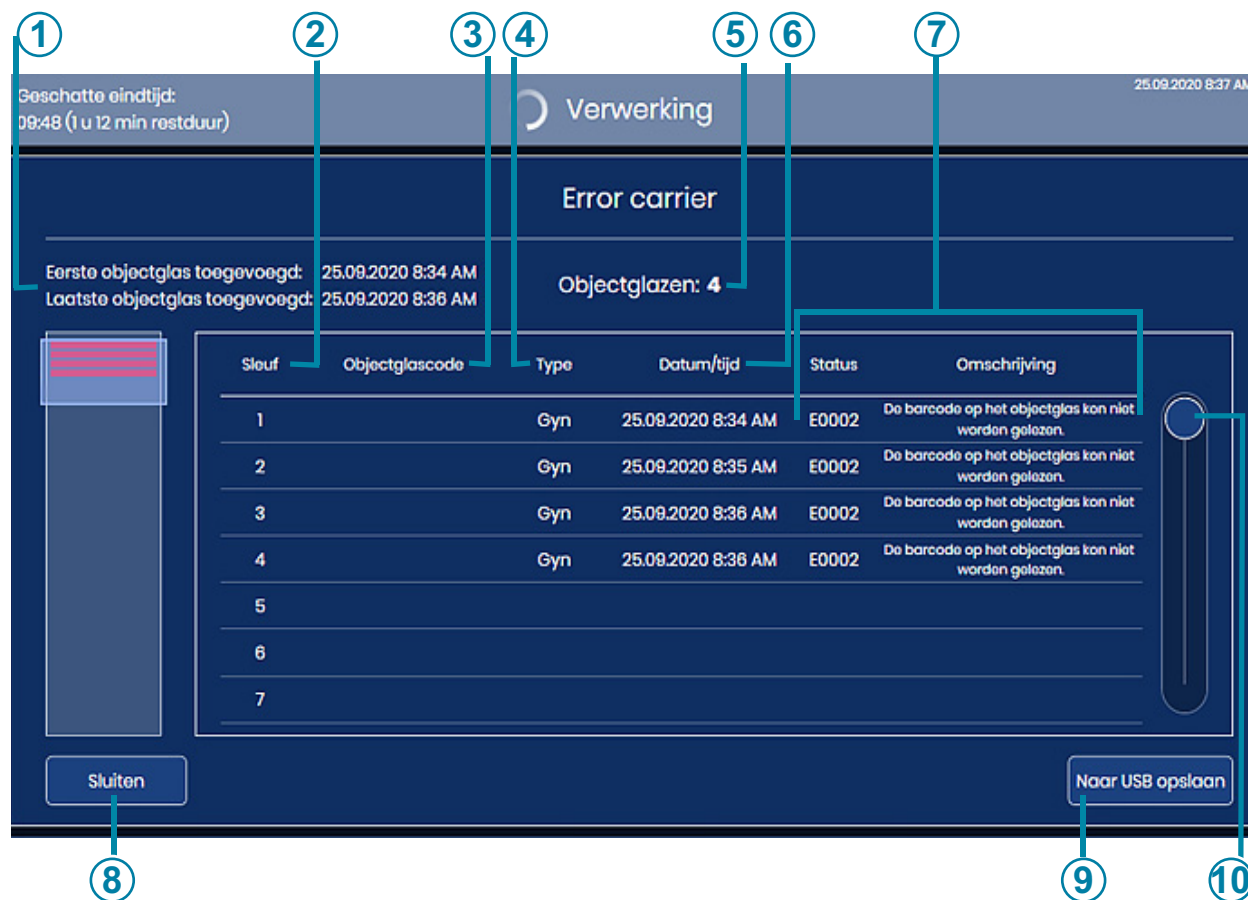 1 2 3 4 5 6 7
Geschatte eindtijd:
09:48 (1 u 12 min restduur)
Verwerking
25.09.2020 8:37 AM
Error carrier
Eerste objectglas toegevoegd: 25.09.2020 8:34 AM
Laatste objectglas toegevoegd: 25.09.2020 8:36 AM
Objectglazen: 4
Sleuf Objectglascode Type Datum/tijd Status Omschrijving
1 Gyn 25.09.2020 8:34 AM E0002 De barcode op het objectglas kon niet
worden gelezen.
2 Gyn 25.09.2020 8:35 AM E0002 De barcode op het objectglas kon niet
worden gelezen.
3 Gyn 25.09.2020 8:36 AM E0002 De barcode op het objectglas kon niet
worden gelezen.
4 Gyn 25.09.2020 8:36 AM E0002 De barcode op het objectglas kon niet
worden gelezen.
5
6
7
Sluiten
Naar USB opslaan
8 9 10